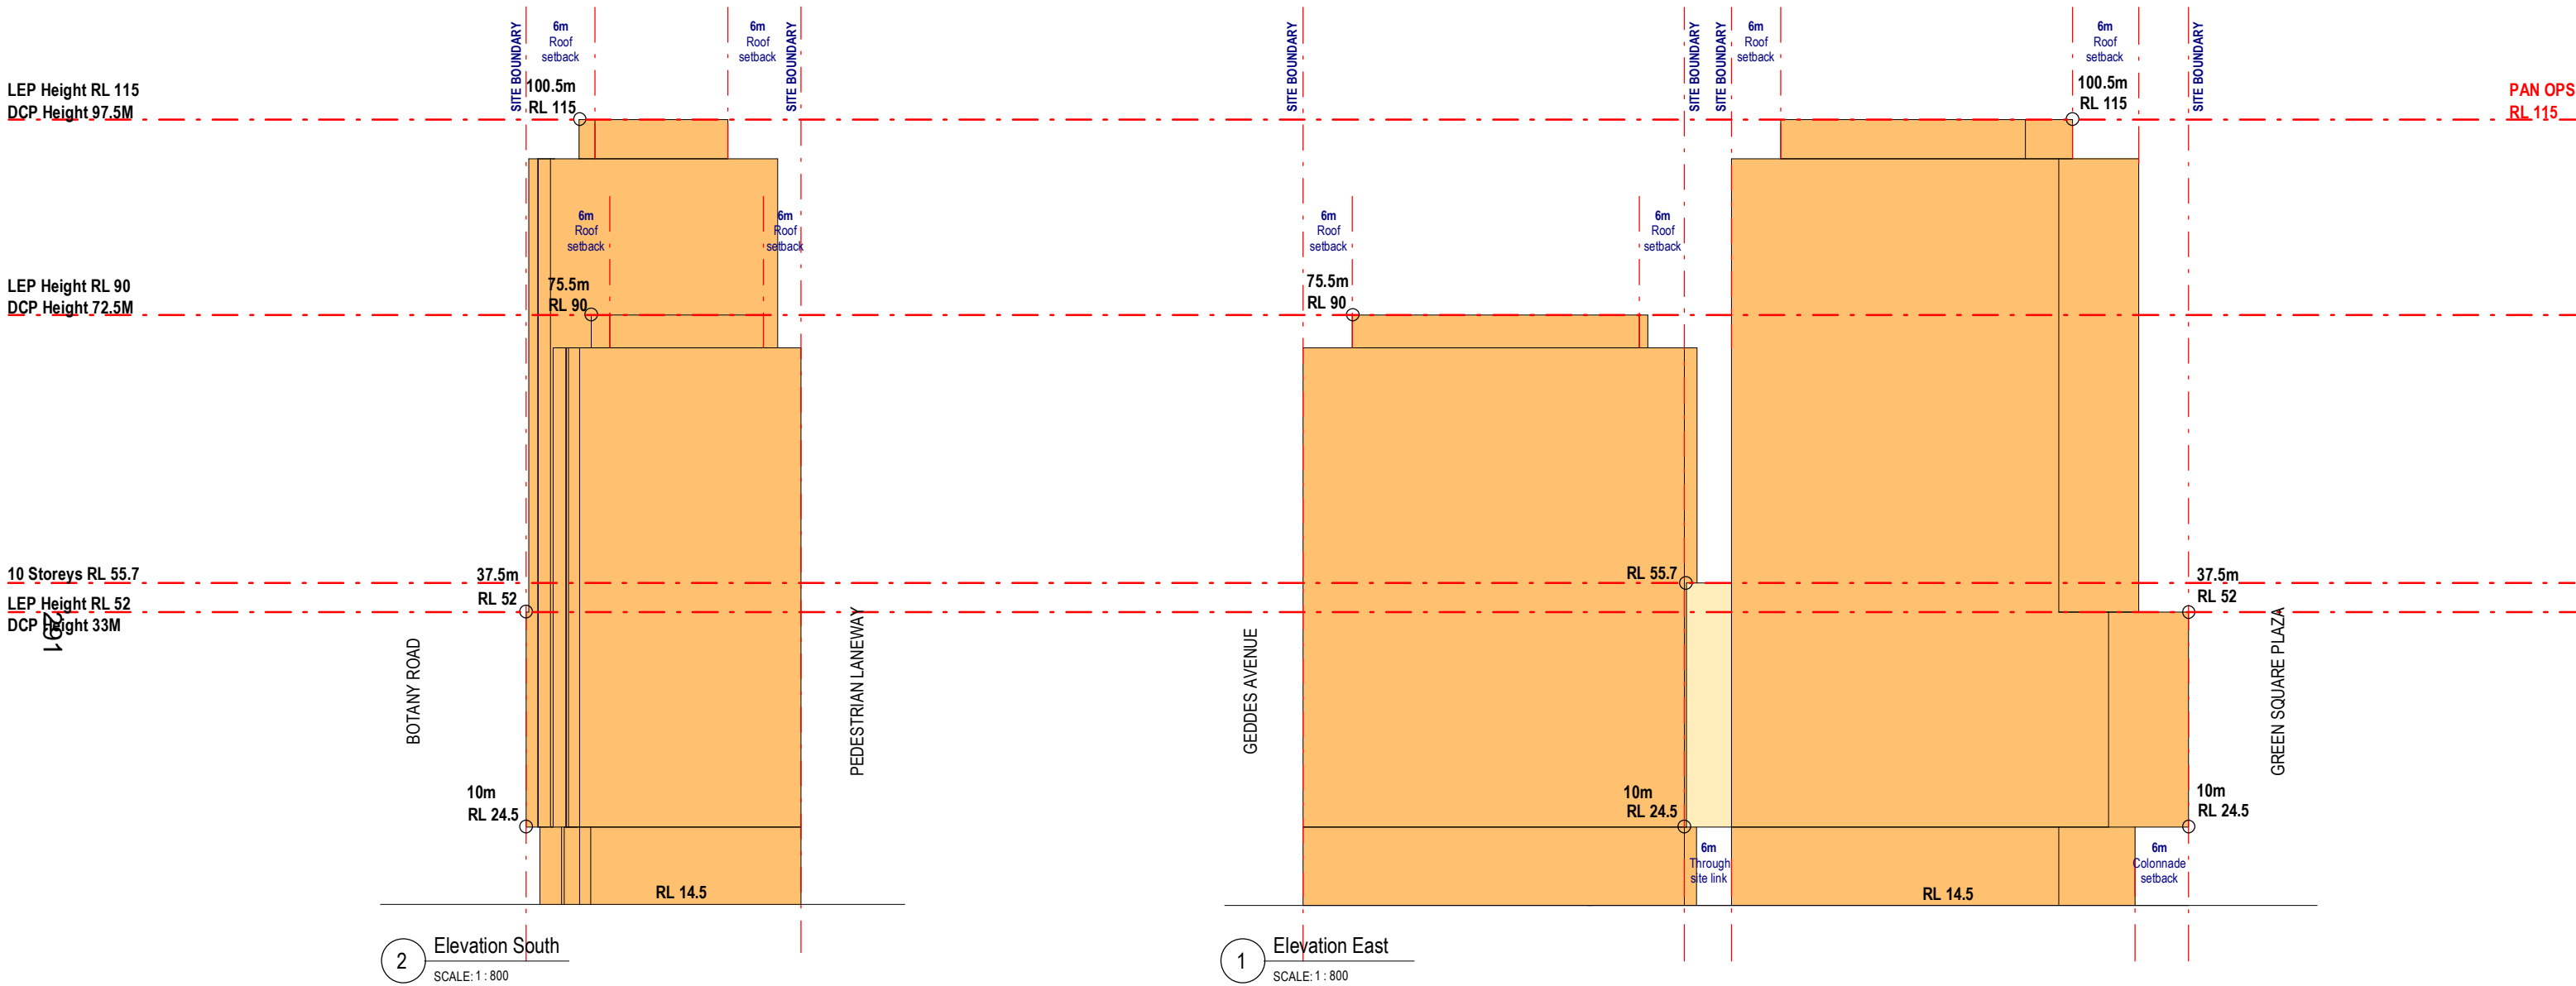 SITE BOUNDARY
6m
Roof
setback
6m
Roof
setback
SITE BOUNDARY
SITE BOUNDARY
SITE BOUNDARY
SITE BOUNDARY
6m
Roof
setback
6m
Roof
setback
SITE BOUNDARY
LEP Height RL 115
DCP Height 97.5M
100.5m
RL 115
100.5m
RL 115
PAN OPS
RL 115
6m
Roof
setback
6m
Roof
setback
6m
Roof
setback
6m
Roof
setback
LEP Height RL 90
DCP Height 72.5M
75.5m
RL 90
75.5m
RL 90
10 Storeys RL 55.7
LEP Height RL 52
DCP Height 33M
291
37.5m
RL 52
RL 55.7
37.5m
RL 52
BOTANY ROAD
PEDESTRIAN LANEWAY
GEDDES AVENUE
GREEN SQUARE PLAZA
10m
RL 24.5
10m
RL 24.5
10m
RL 24.5
6m
Through
site link
6m
Colonnade
setback
RL 14.5
RL 14.5
2
Elevation South
SCALE: 1 : 800
1
Elevation East
SCALE: 1 : 800